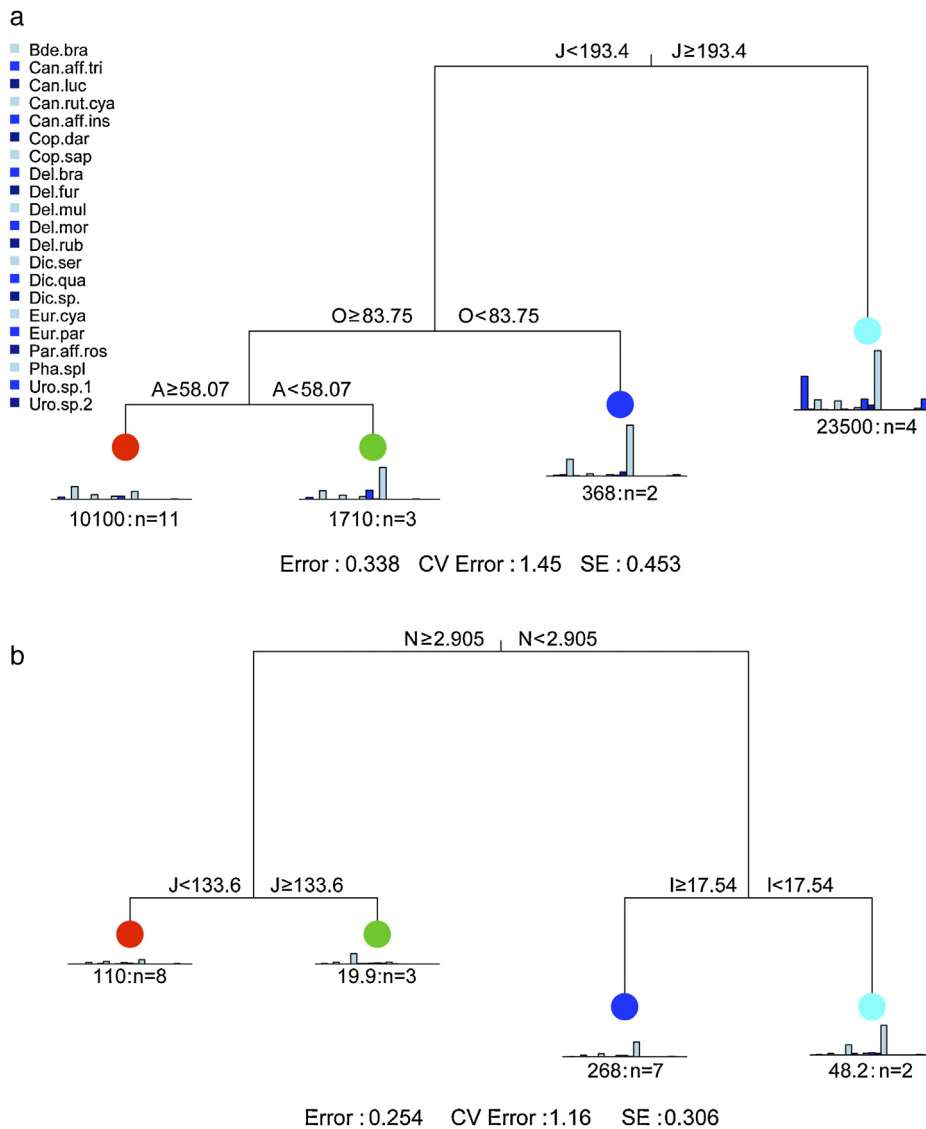 a
Bde.bra
Can.aff.tri
Can.luc
Can.rut.cya
Can.aff.ins
Cop.dar
Cop.sap
Del.bra
Del.fur
Del.mul
Del.mor
Del.rub
Dic.ser
Dic.qua
Dic.sp.
Eur.cya
Eur.par
Par.aff.ros
Pha.spl
Uro.sp.1
Uro.sp.2
J<193.4 J≥193.4
O≥83.75 O<83.75
A≥58.07 A<58.07
23500:n=4
368:n=2
10100:n=11 1710:n=3
Error : 0.338 CV Error : 1.45 SE : 0.453
b
N≥2.905 N<2.905
J<133.6 J≥133.6 I≥17.54 I<17.54
110:n=8 19.9:n=3
268:n=7 48.2:n=2
Error : 0.254 CV Error : 1.16 SE : 0.306